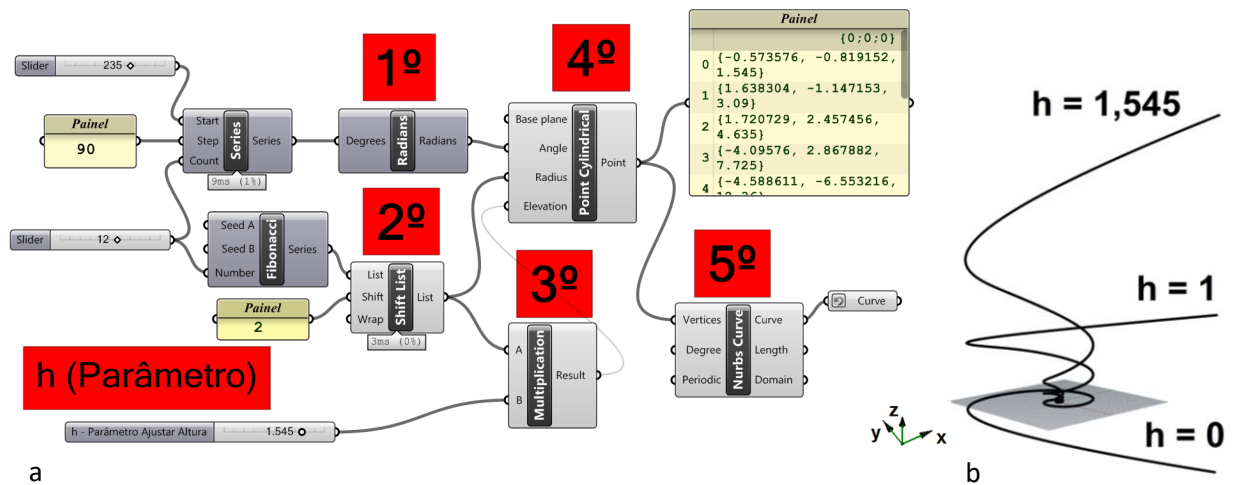 Slider 235
Painel
90
Start
Step
Count
Series
Series
9ms (1%)
1º
Degrees
Radians
Radians
4º
Base plane
Angle
Radius
Elevation
Point Cylindrical
Point
Painel
{0;0;0}
0 {-0.573576, -0.819152,
1.545}
1 {1.638304, -1.147153,
3.09}
2 {1.720729, 2.457456,
4.635}
3 {-4.09576, 2.867882,
7.725}
4 {-4.588611, -6.553216,
Slider 12
Seed A
Seed B
Number
Fibonacci
Series
2º
Painel
2
List
Shift
Wrap
Shift List
List
3ms (0%)
3º
A
B
Multiplication
Result
5º
Vertices
Degree
Periodic
Nurbs Curve
Curve
Length
Domain
Curve
h (Parâmetro)
h - Parâmetro Ajustar Altura 1.545
a
h = 1,545
h = 1
h = 0
z
y
x
b